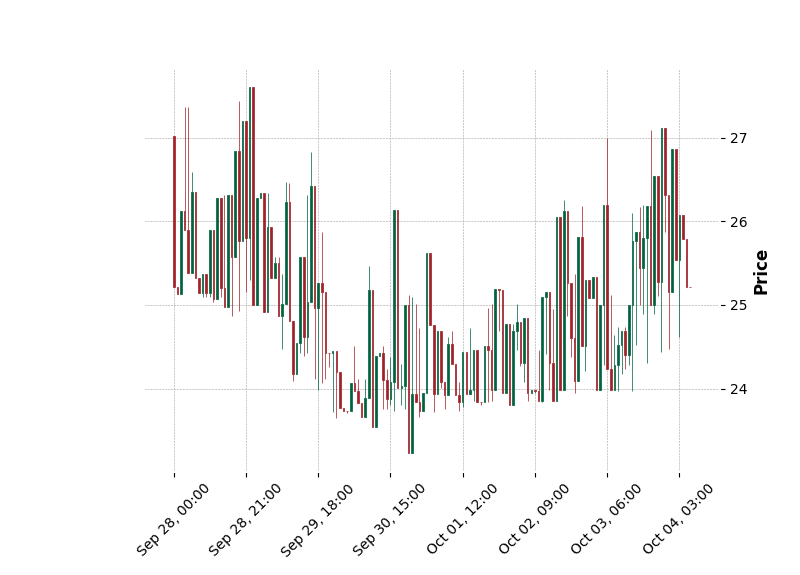 27
26
25
24
Price
Sep 28, 00:00
Sep 28, 21:00
Sep 29, 18:00
Sep 30, 15:00
Oct 01, 12:00
Oct 02, 09:00
Oct 03, 06:00
Oct 04, 03:00